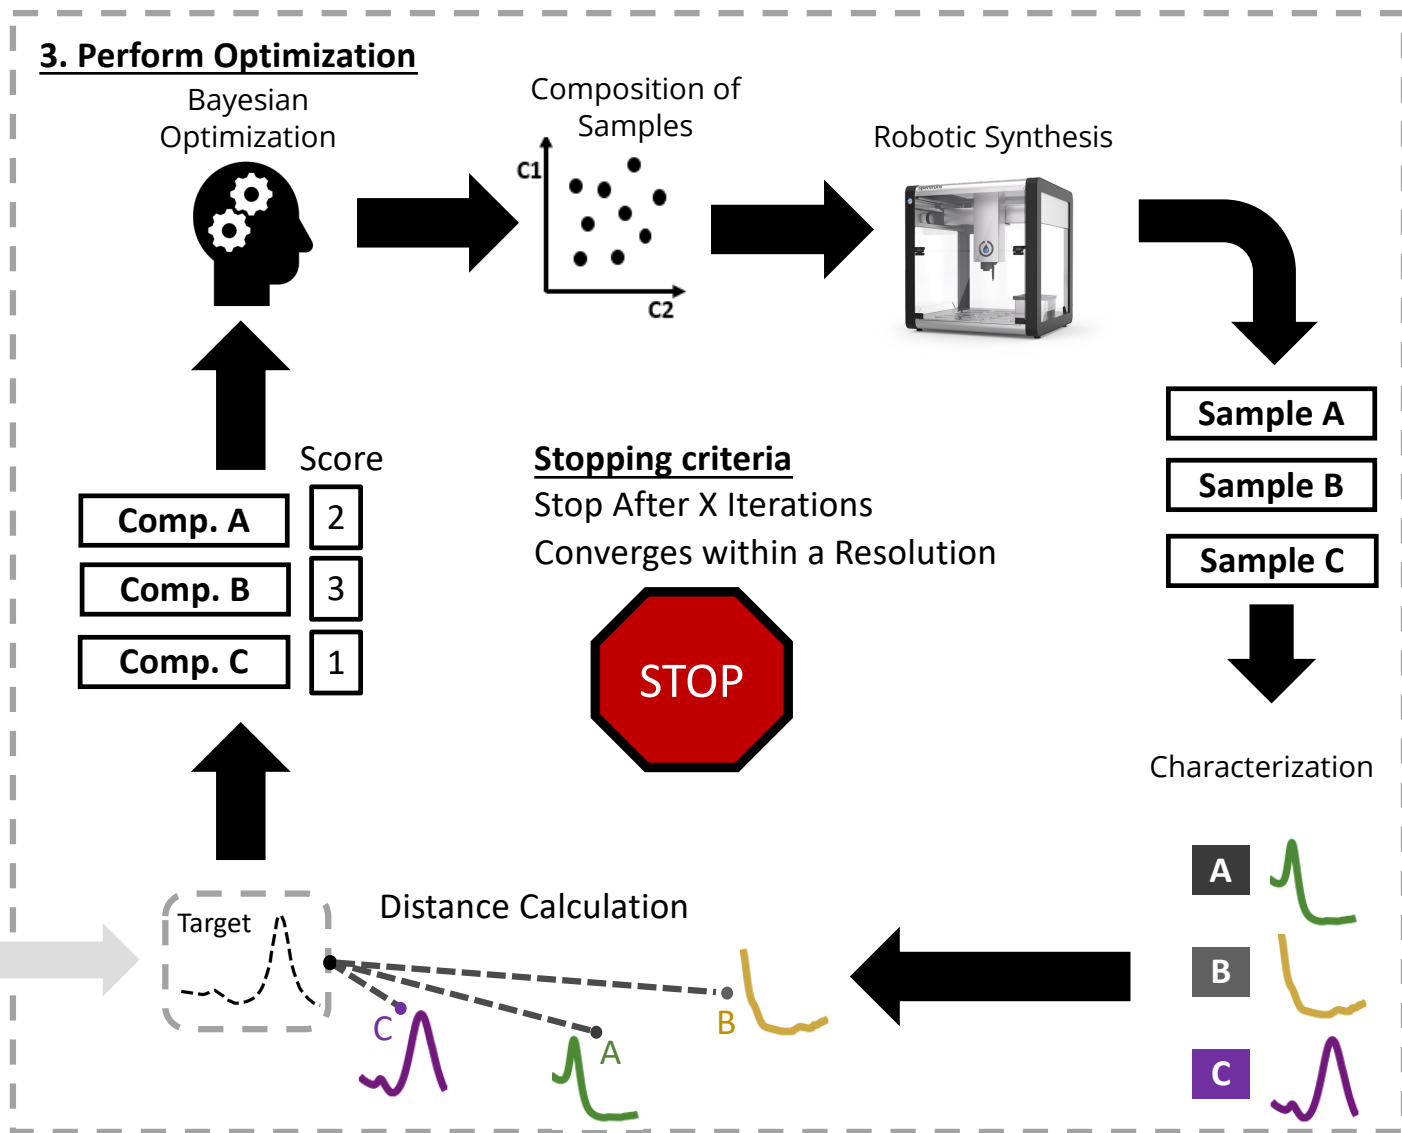 3. Perform Optimization
Bayesian
Optimization
Composition of
Samples
C1
C2
Robotic Synthesis
opentrons
Sample A
Sample B
Sample C
Score
Comp. A
2
Comp. B
3
Comp. C
1
Stopping criteria
Stop After X Iterations
Converges within a Resolution
STOP
Characterization
A
B
C
Target
Distance Calculation
C
A
B